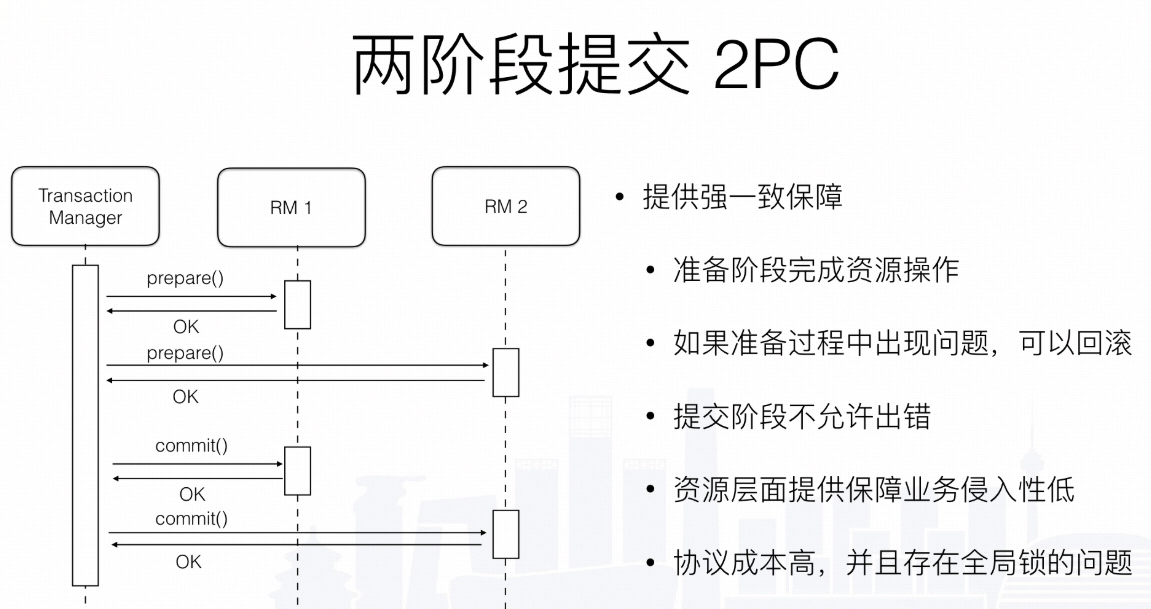 两阶段提交 2PC
Transaction
Manager
RM 1
RM 2
prepare()
OK
prepare()
OK
commit()
OK
commit()
OK
• 提供强一致保障
• 准备阶段完成资源操作
• 如果准备过程中出现问题，可以回滚
• 提交阶段不允许出错
• 资源层面提供保障业务侵入性低
• 协议成本高，并且存在全局锁的问题